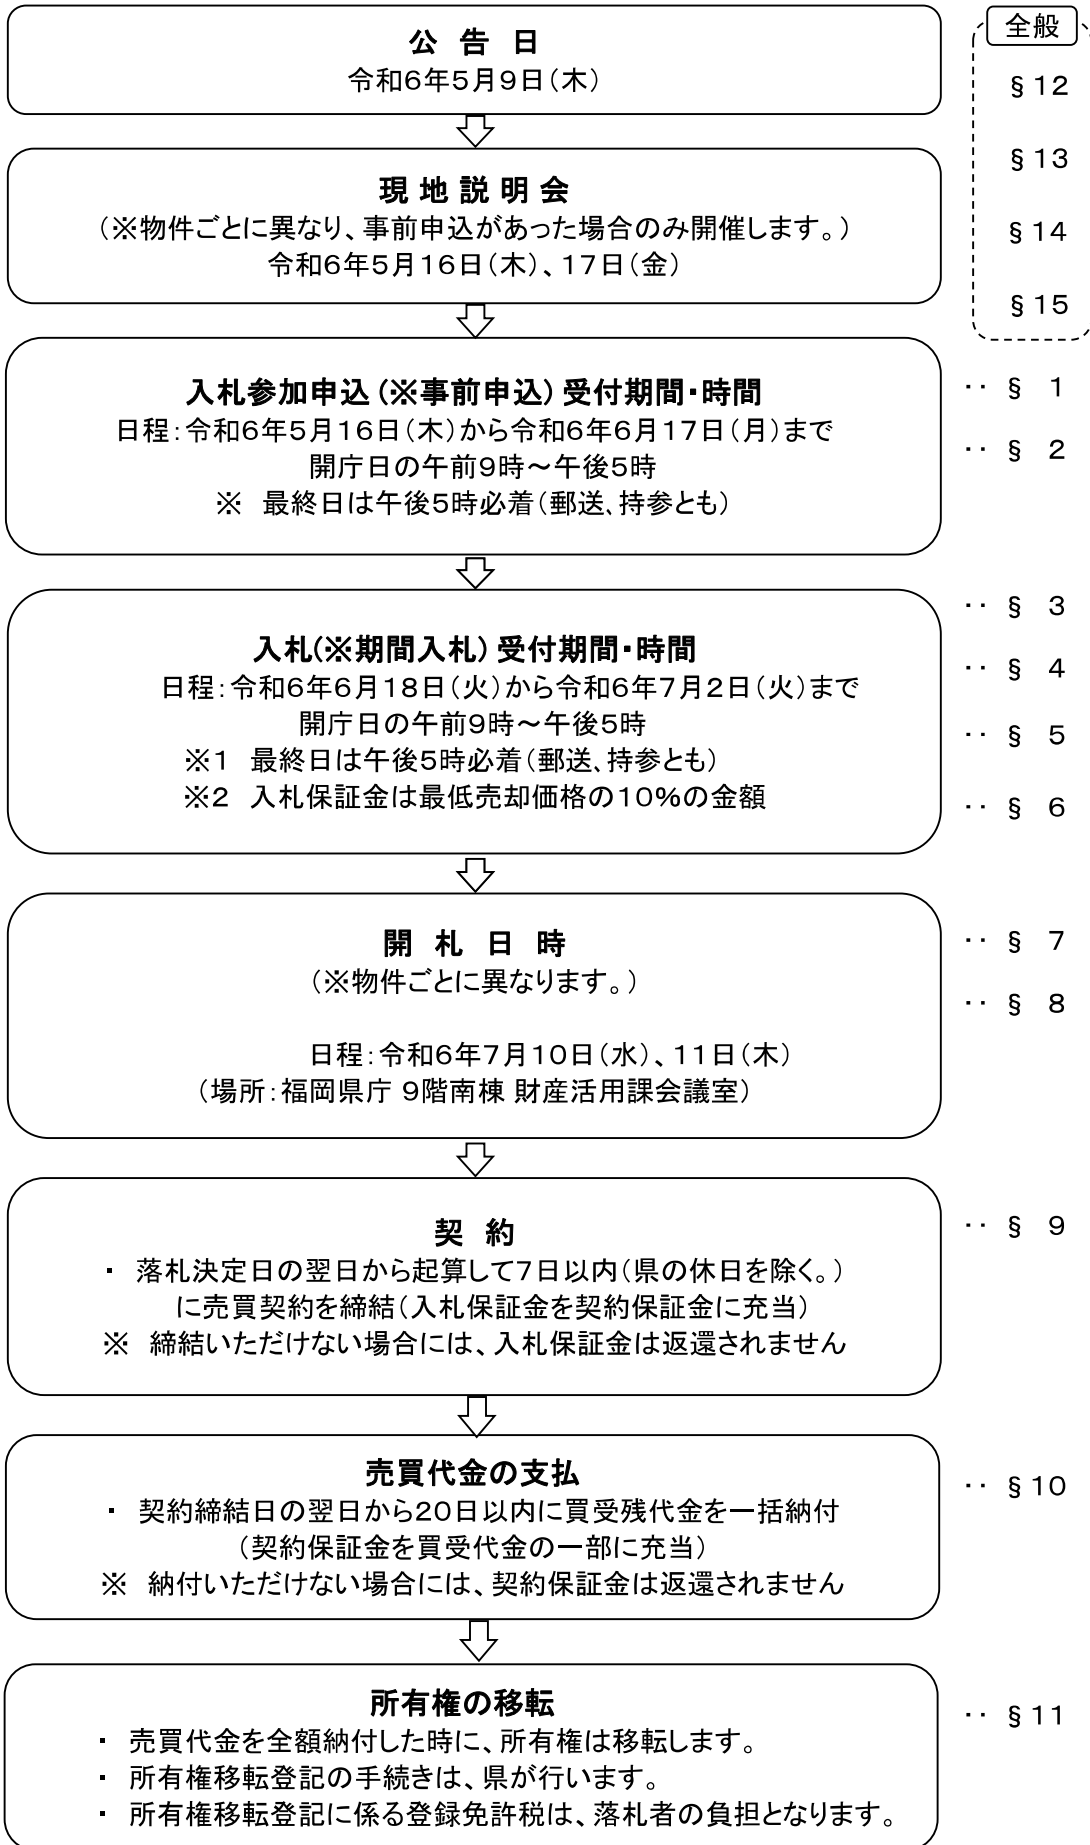 公 告 日
令和6年5月9日(木)
現 地 説 明 会
(※物件ごとに異なり、事前申込があった場合のみ開催します。)
令和6年5月16日(木)、17日(金)
入札参加申込(※事前申込)受付期間・時間
日程:令和6年5月16日(木)から令和6年6月17日(月)まで
開庁日の午前9時~午後5時
※ 最終日は午後5時必着(郵送、持参とも)
入札(※期間入札)受付期間・時間
日程:令和6年6月18日(火)から令和6年7月2日(火)まで
開庁日の午前9時~午後5時
※1 最終日は午後5時必着(郵送、持参とも)
※2 入札保証金は最低売却価格の10%の金額
開 札 日 時
(※物件ごとに異なります。)
日程:令和6年7月10日(水)、11日(木)
(場所:福岡県庁 9階南棟 財産活用課会議室)
契 約
・ 落札決定日の翌日から起算して7日以内(県の休日を除く。)
に売買契約を締結(入札保証金を契約保証金に充当)
※ 締結いただけない場合には、入札保証金は返還されません
売買代金の支払
・ 契約締結日の翌日から20日以内に買受残代金を一括納付
(契約保証金を買受代金の一部に充当)
※ 納付いただけない場合には、契約保証金は返還されません
所有権の移転
・ 売買代金を全額納付した時に、所有権は移転します。
・ 所有権移転登記の手続きは、県が行います。
・ 所有権移転登記に係る登録免許税は、落札者の負担となります。
全般
§12
§13
§14
§15
‥ § 1
‥ § 2
‥ § 3
‥ § 4
‥ § 5
‥ § 6
‥ § 7
‥ § 8
‥ § 9
‥ §10
‥ §11